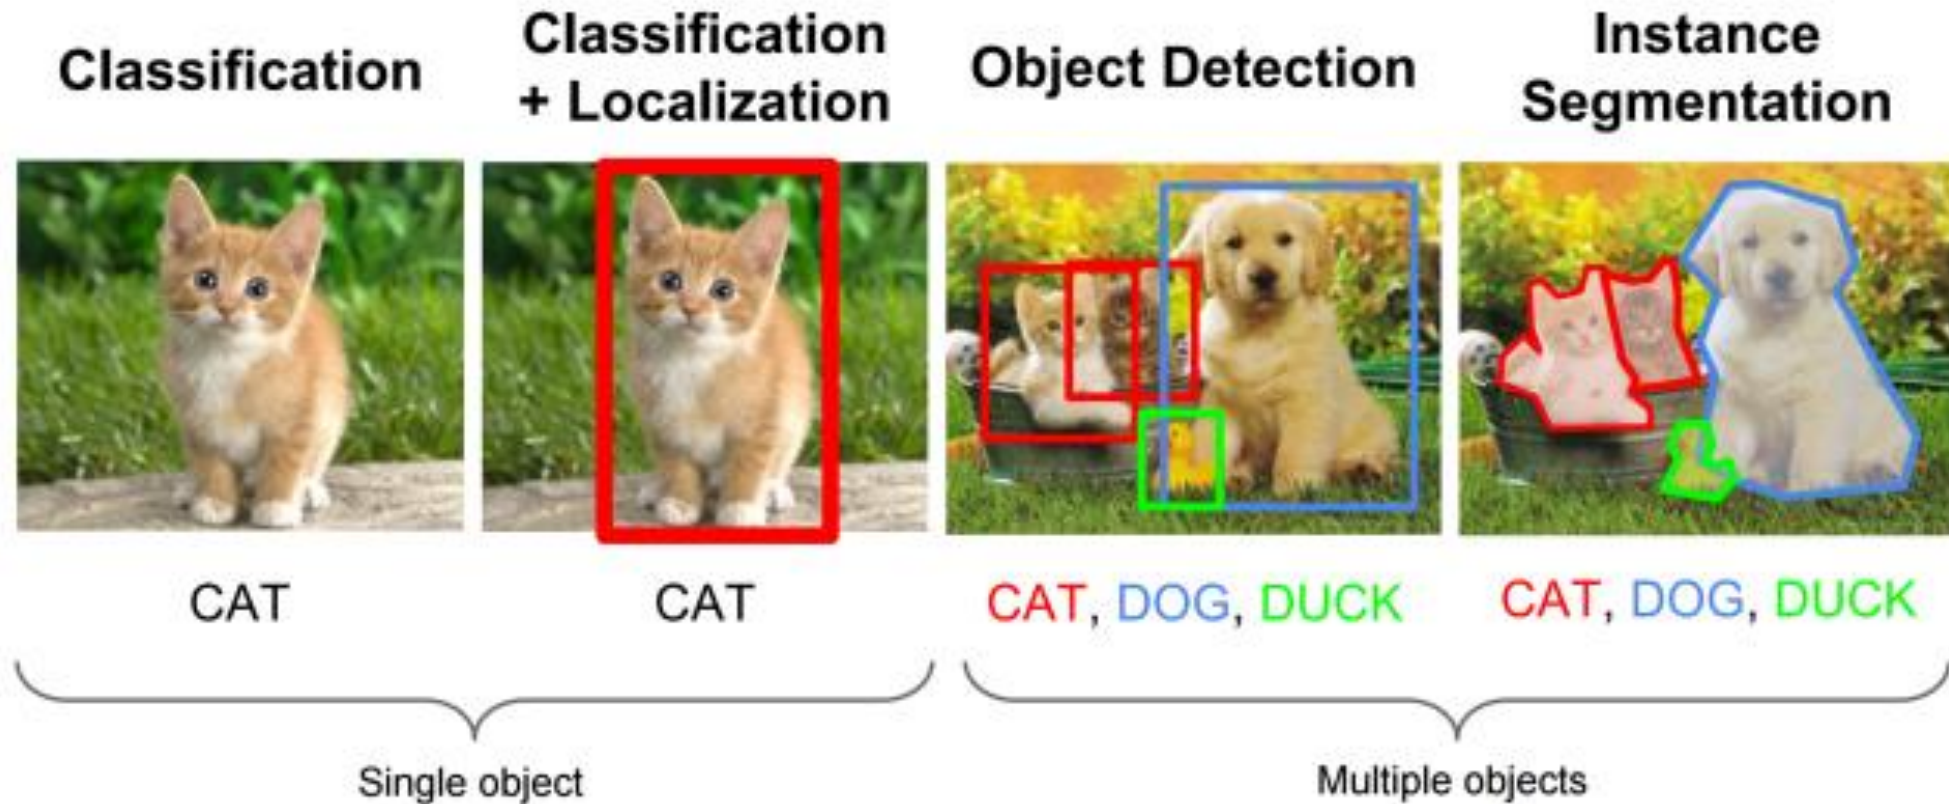 Classification
Classification
+ Localization
Object Detection
Instance
Segmentation
CAT
CAT
CAT, DOG, DUCK
CAT, DOG, DUCK
Single object
Multiple objects